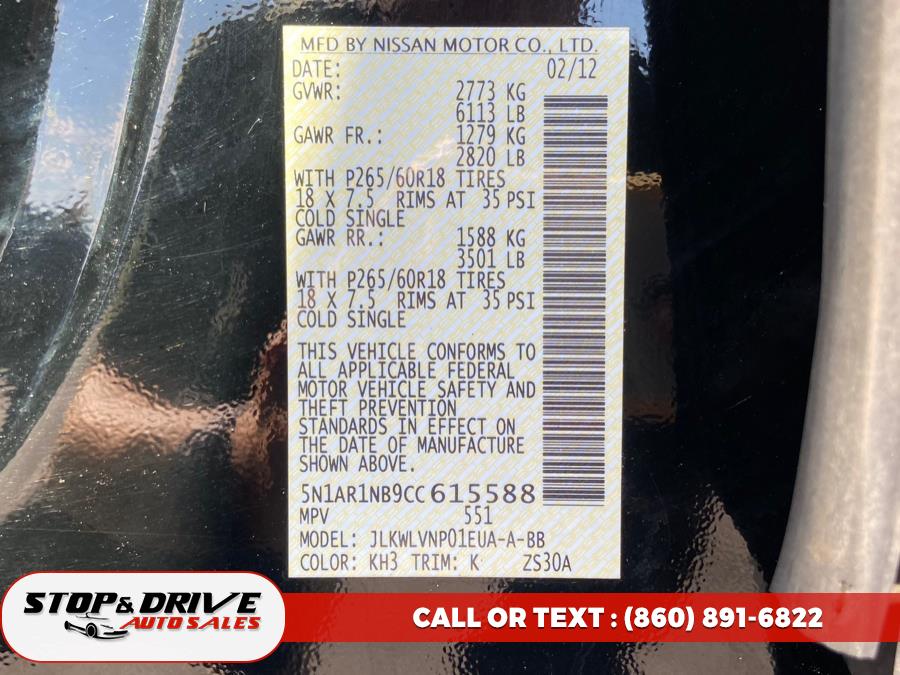 MFD BY NISSAN MOTOR CO., LTD.
DATE: 02/12
GVWR: 2773 KG
6113 LB
GAWR FR.: 1279 KG
2820 LB
WITH P265/60R18 TIRES
18 X 7.5 RIMS AT 35 PSI
COLD SINGLE
GAWR RR.: 1588 KG
3501 LB
WITH P265/60R18 TIRES
18 X 7.5 RIMS AT 35 PSI
COLD SINGLE
THIS VEHICLE CONFORMS TO
ALL APPLICABLE FEDERAL
MOTOR VEHICLE SAFETY AND
THEFT PREVENTION
STANDARDS IN EFFECT ON
THE DATE OF MANUFACTURE
SHOWN ABOVE.
5N1AR1NB9CC615588
MPV 551
MODEL: JLKWLVNP01EUA-A-BB
COLOR: KH3 TRIM: K ZS30A
STOP & DRIVE
AUTO SALES
CALL OR TEXT : (860) 891-6822